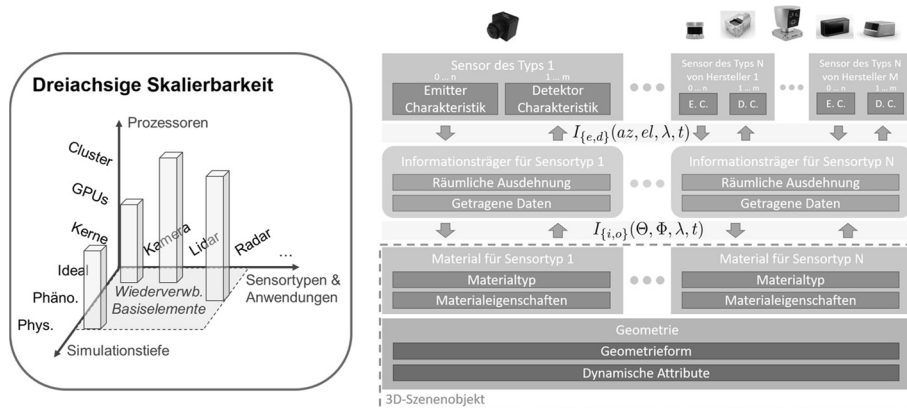 Dreiachsige Skalierbarkeit
Prozessoren
Cluster
GPUs
Kerne
Ideal
Phäno.
Phys.
Kamera
Lidar
Radar
...
Sensortypen &
Anwendungen
Wiederverwb.
Basiselemente
Simulationstiefe
Sensor des Typs 1
0 ... n
1 ... m
Emitter
Charakteristik
Detektor
Charakteristik
Sensor des Typs N
von Hersteller 1
0 ... n
1 ... m
E. C.
D. C.
Sensor des Typs N
von Hersteller M
0 ... n
1 ... m
E. C.
D. C.
I{e,d}(az, el, λ, t)
Informationsträger für Sensortyp 1
Räumliche Ausdehnung
Getragene Daten
Informationsträger für Sensortyp N
Räumliche Ausdehnung
Getragene Daten
I{i,o}(Θ, Φ, λ, t)
Material für Sensortyp 1
Materialtyp
Materialeigenschaften
Material für Sensortyp N
Materialtyp
Materialeigenschaften
Geometrie
Geometrieform
Dynamische Attribute
3D-Szenenobjekt